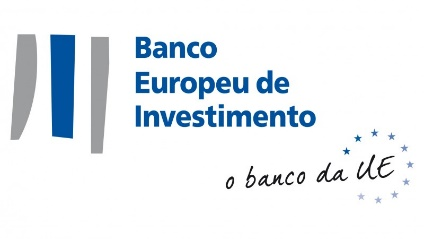 Banco
Europeu de
Investimento
o banco da UE